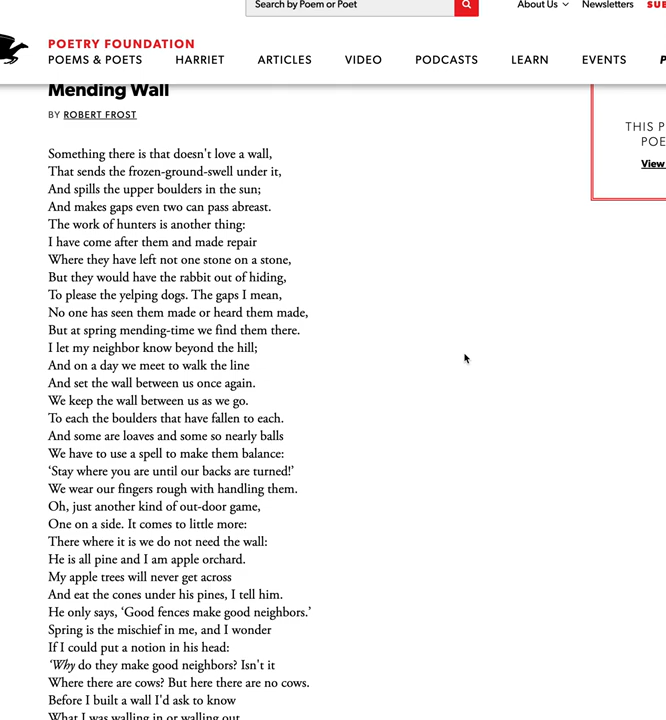 Search by Poem or Poet
About Us
Newsletters
SUB
POETRY FOUNDATION
POEMS & POETS
HARRIET
ARTICLES
VIDEO
PODCASTS
LEARN
EVENTS
P
Mending Wall
BY ROBERT FROST
THIS P
POE
View
Something there is that doesn't love a wall,
That sends the frozen-ground-swell under it,
And spills the upper boulders in the sun;
And makes gaps even two can pass abreast.
The work of hunters is another thing:
I have come after them and made repair
Where they have left not one stone on a stone,
But they would have the rabbit out of hiding,
To please the yelping dogs. The gaps I mean,
No one has seen them made or heard them made,
But at spring mending-time we find them there.
I let my neighbor know beyond the hill;
And on a day we meet to walk the line
And set the wall between us once again.
We keep the wall between us as we go.
To each the boulders that have fallen to each.
And some are loaves and some so nearly balls
We have to use a spell to make them balance:
‘Stay where you are until our backs are turned!’
We wear our fingers rough with handling them.
Oh, just another kind of out-door game,
One on a side. It comes to little more:
There where it is we do not need the wall:
He is all pine and I am apple orchard.
My apple trees will never get across
And eat the cones under his pines, I tell him.
He only says, ‘Good fences make good neighbors.’
Spring is the mischief in me, and I wonder
If I could put a notion in his head:
‘Why do they make good neighbors? Isn't it
Where there are cows? But here there are no cows.
Before I built a wall I'd ask to know
What I was walling in or walling out,